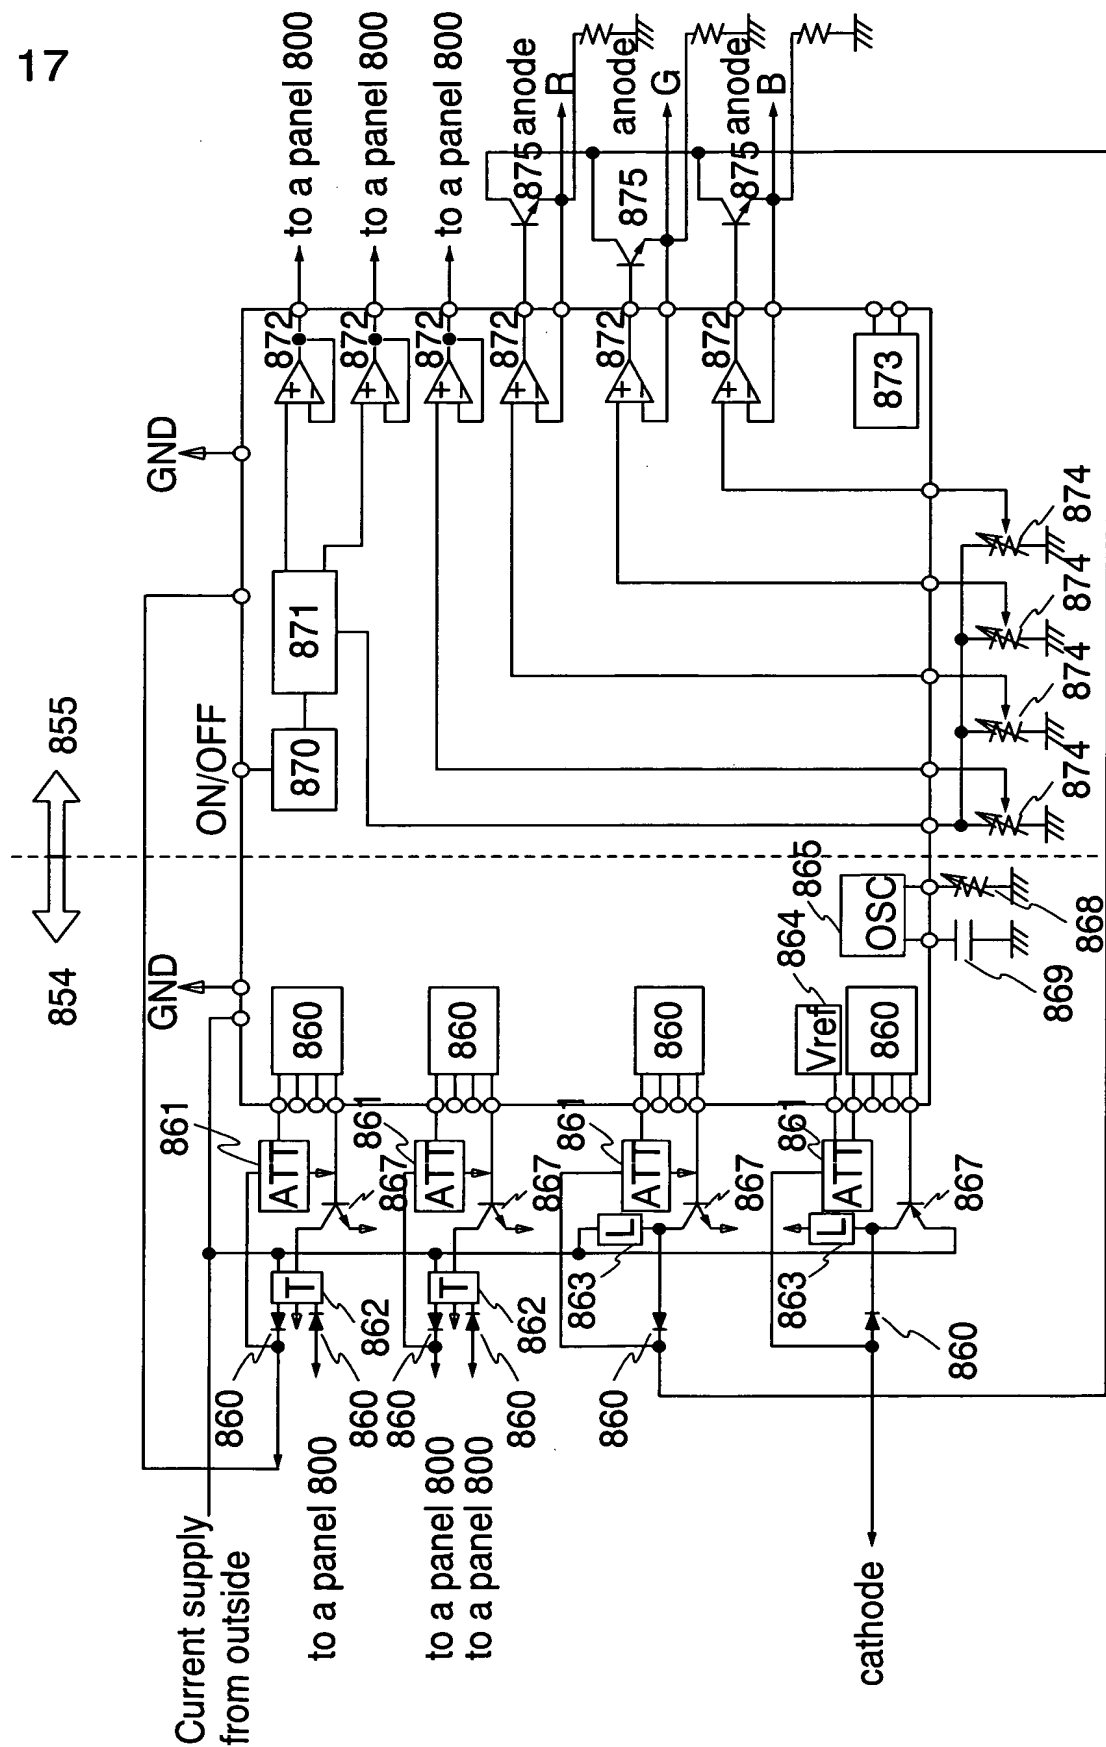 17
854
855
GND
ON/OFF
GND
to a panel 800
to a panel 800
to a panel 800
anode
R
anode
G
anode
B
875
875
875
872
872
872
872
872
872
870
871
873
874
874
874
874
865
OSC
864
Vref
868
869
860
860
860
860
861
861
861
861
ATT
ATT
ATT
ATT
867
867
867
867
T
T
862
862
L
L
863
863
860
860
860
860
860
860
Current supply
from outside
to a panel 800
to a panel 800
to a panel 800
cathode